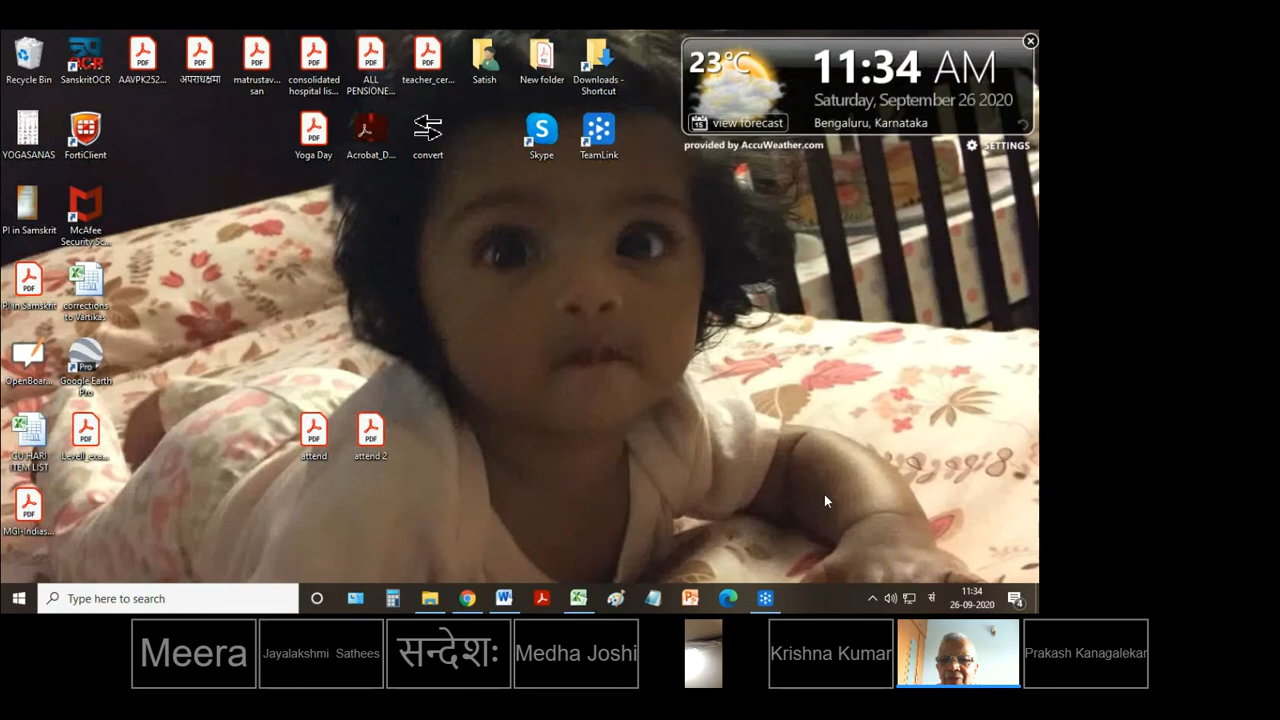 Recycle Bin
SanskritOCR
AAVPK252...
अपराधक्षमा
matrustav...
san
consolidated
hospital lis...
ALL
PENSIONE...
teacher_cer...
Satish
New folder
Downloads -
Shortcut
23°C
11:34 AM
Saturday, September 26 2020
15
view forecast
Bengaluru, Karnataka
provided by AccuWeather.com
SETTINGS
YOGASANAS
FortiClient
Yoga Day
Acrobat_D...
convert
Skype
TeamLink
PI in Samskrit
McAfee
Security Sc...
PI in Samskrit
corrections
to Vartikas
OpenBoar...
Google Earth
Pro
HARI
ITEM LIST
attend
attend 2
MGI-Indias...
Type here to search
सं
11:34
26-09-2020
4
Meera
Jayalakshmi Sathees
सन्देशः
Medha Joshi
Krishna Kumar
Prakash Kanagalekar